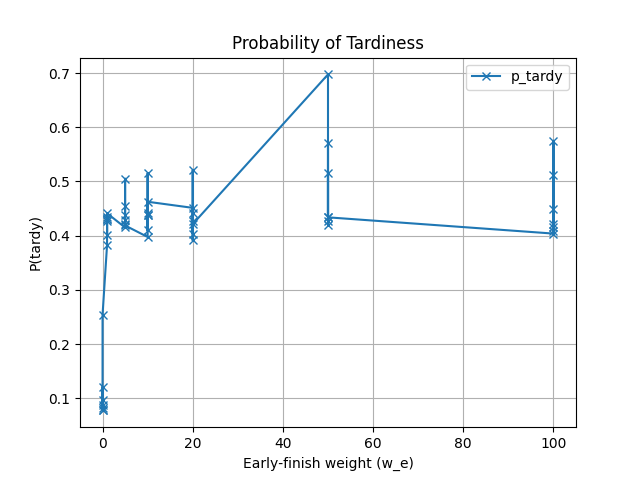 Probability of Tardiness
p_tardy
P(tardy)
0.7
0.6
0.5
0.4
0.3
0.2
0.1
0 20 40 60 80 100
Early-finish weight (w_e)